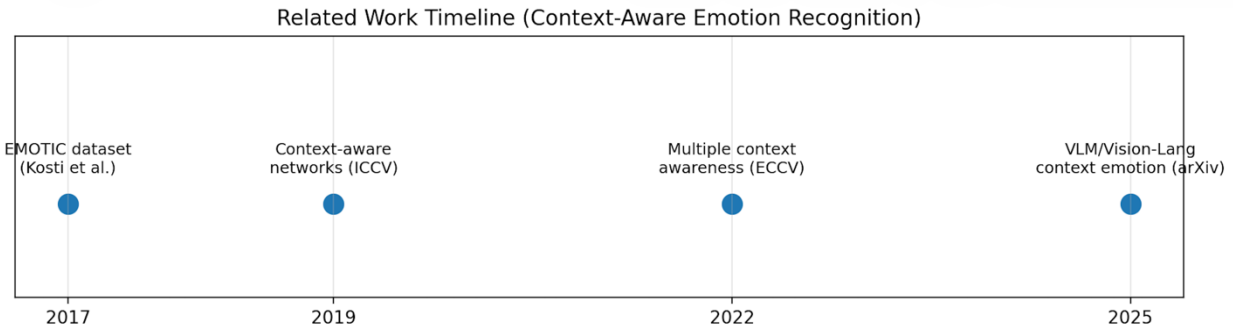 Related Work Timeline (Context-Aware Emotion Recognition)
EMOTIC dataset
(Kosti et al.)
Context-aware
networks (ICCV)
Multiple context
awareness (ECCV)
VLM/Vision-Lang
context emotion (arXiv)
2017
2019
2022
2025